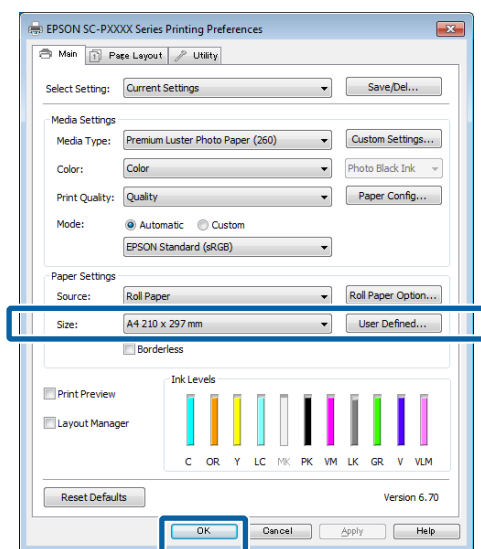 EPSON SC-PXXXX Series Printing Preferences
Main Page Layout Utility
Select Setting: Current Settings Save/Del...
Media Settings
Media Type: Premium Luster Photo Paper (260) Custom Settings...
Color: Color Photo Black Ink
Print Quality: Quality Paper Config...
Mode: Automatic Custom
EPSON Standard (sRGB)
Paper Settings
Source: Roll Paper Roll Paper Option...
Size: A4 210 x 297 mm User Defined...
Borderless
Ink Levels
Print Preview
Layout Manager
C OR Y LC MK PK VM LK GR V VLM
Reset Defaults Version 6.70
OK Cancel Apply Help